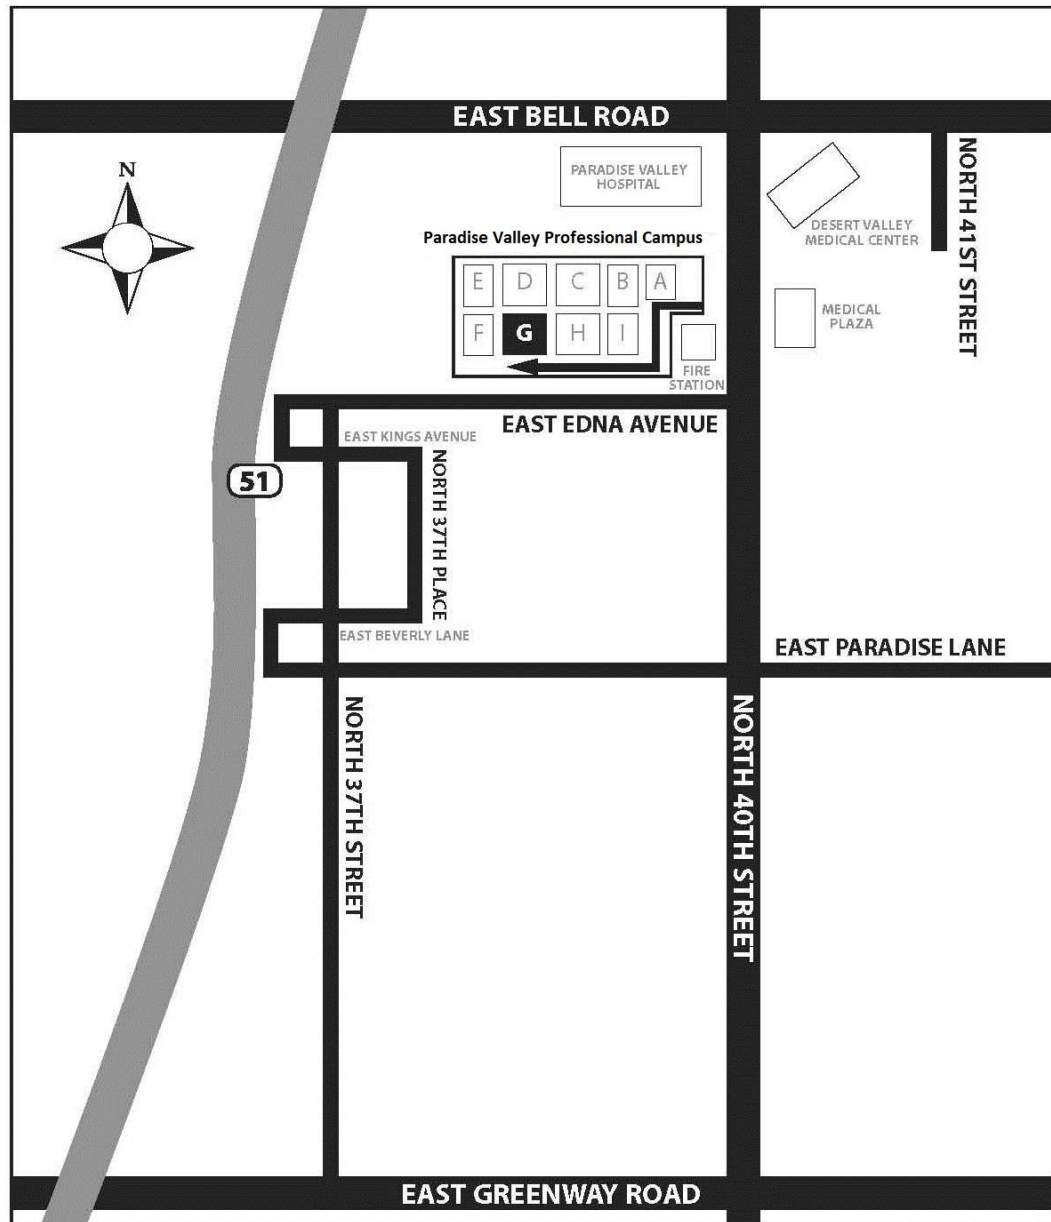 EAST BELL ROAD
N
PARADISE VALLEY
HOSPITAL
NORTH 41ST STREET
DESERT VALLEY
MEDICAL CENTER
Paradise Valley Professional Campus
E
D
C
B
A
F
G
H
I
MEDICAL
PLAZA
FIRE
STATION
EAST EDNA AVENUE
EAST KINGS AVENUE
51
NORTH 37TH PLACE
EAST BEVERLY LANE
EAST PARADISE LANE
NORTH 37TH STREET
NORTH 40TH STREET
EAST GREENWAY ROAD